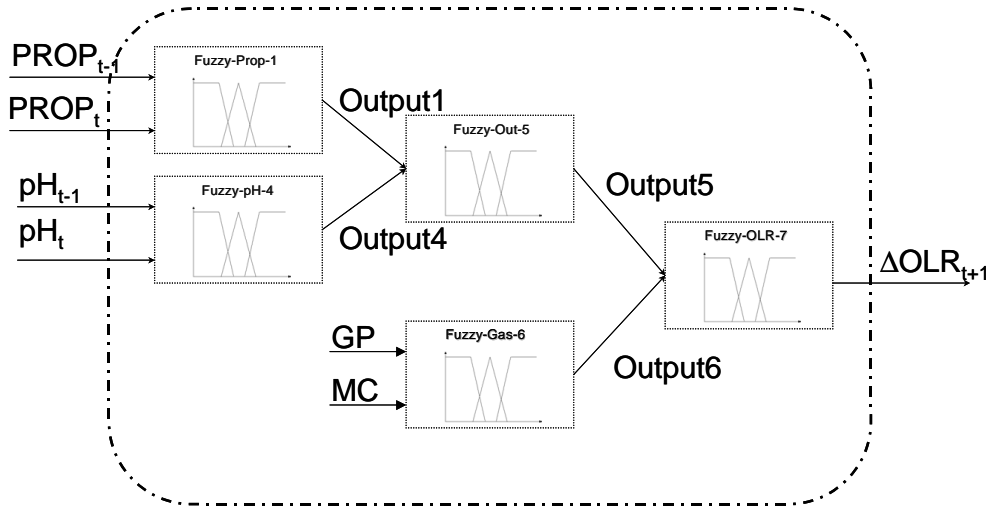 PROPt-1
Fuzzy-Prop-1
PROPt
Output1
Fuzzy-Out-5
pHt-1
Fuzzy-pH-4
pHt
Output4
Output5
Fuzzy-OLR-7
ΔOLRt+1
GP
Fuzzy-Gas-6
MC
Output6